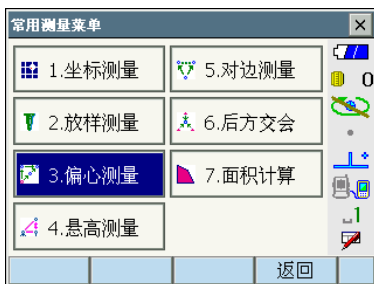 常用测量菜单
1.坐标测量
5.对边测量
0
2.放样测量
6.后方交会
3.偏心测量
7.面积计算
4.悬高测量
1
返回